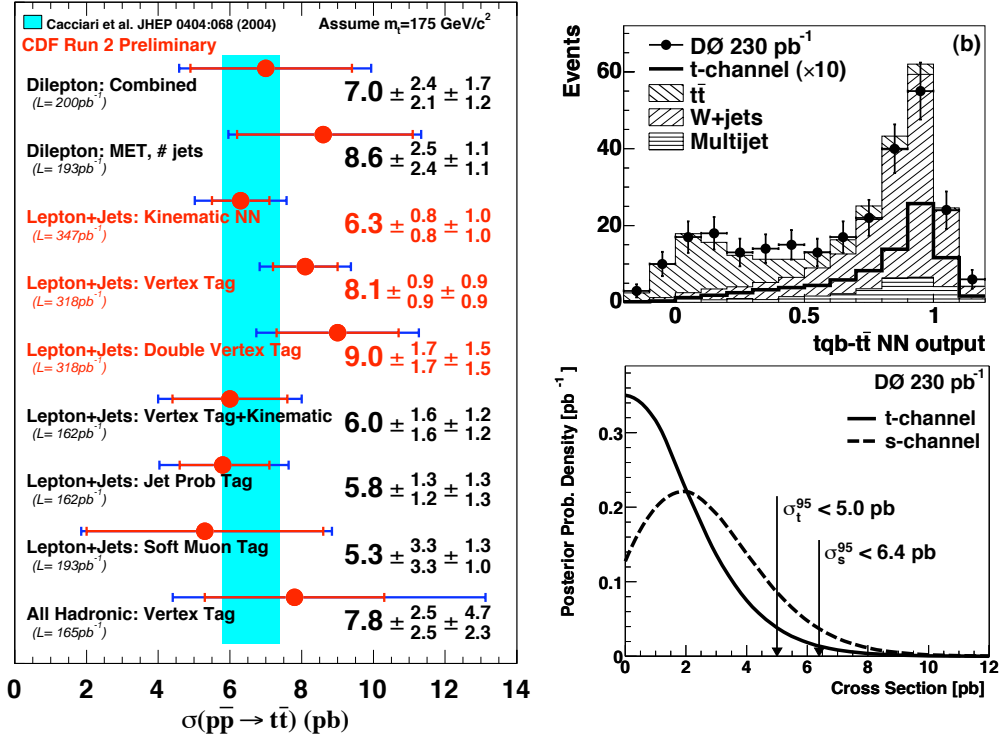 Cacciari et al. JHEP 0404:068 (2004)
Assume mₜ=175 GeV/c²
CDF Run 2 Preliminary
Dilepton: Combined
(L= 200pb⁻¹)
7.0 ± 2.4 2.1 ± 1.7 1.2
Dilepton: MET, # jets
(L= 193pb⁻¹)
8.6 ± 2.5 2.4 ± 1.1 1.1
Lepton+Jets: Kinematic NN
(L= 347pb⁻¹)
6.3 ± 0.8 0.8 ± 1.0 1.0
Lepton+Jets: Vertex Tag
(L= 318pb⁻¹)
8.1 ± 0.9 0.9 ± 0.9 0.9
Lepton+Jets: Double Vertex Tag
(L= 318pb⁻¹)
9.0 ± 1.7 1.7 ± 1.5 1.5
Lepton+Jets: Vertex Tag+Kinematic
(L= 162pb⁻¹)
6.0 ± 1.6 1.6 ± 1.2 1.2
Lepton+Jets: Jet Prob Tag
(L= 162pb⁻¹)
5.8 ± 1.3 1.2 ± 1.3 1.3
Lepton+Jets: Soft Muon Tag
(L= 193pb⁻¹)
5.3 ± 3.3 3.3 ± 1.3 1.0
All Hadronic: Vertex Tag
(L= 165pb⁻¹)
7.8 ± 2.5 2.5 ± 4.7 2.3
0 2 4 6 8 10 12 14
σ(pp̄ → tt̄) (pb)
Events
60
40
20
0
(b)
DØ 230 pb⁻¹
t-channel (×10)
tt̄
W+jets
Multijet
0 0.5 1
tqb-tt̄ NN output
Posterior Prob. Density [pb⁻¹]
0.3
0.2
0.1
0
DØ 230 pb⁻¹
t-channel
s-channel
σₜ⁹⁵ < 5.0 pb
σₛ⁹⁵ < 6.4 pb
0 2 4 6 8 10 12
Cross Section [pb]